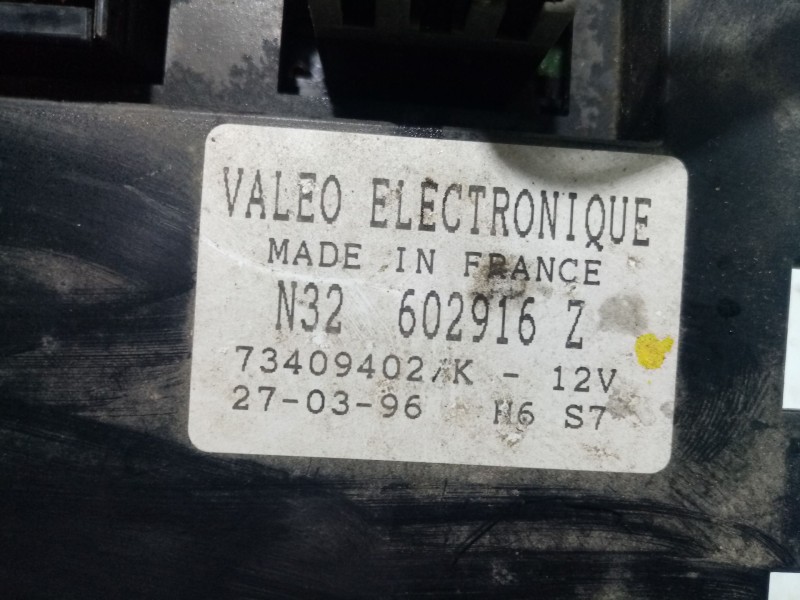 VALEO ELECTRONIQUE
MADE IN FRANCE
N32 602916 Z
73409402/K - 12V
27-03-96 H6 S7